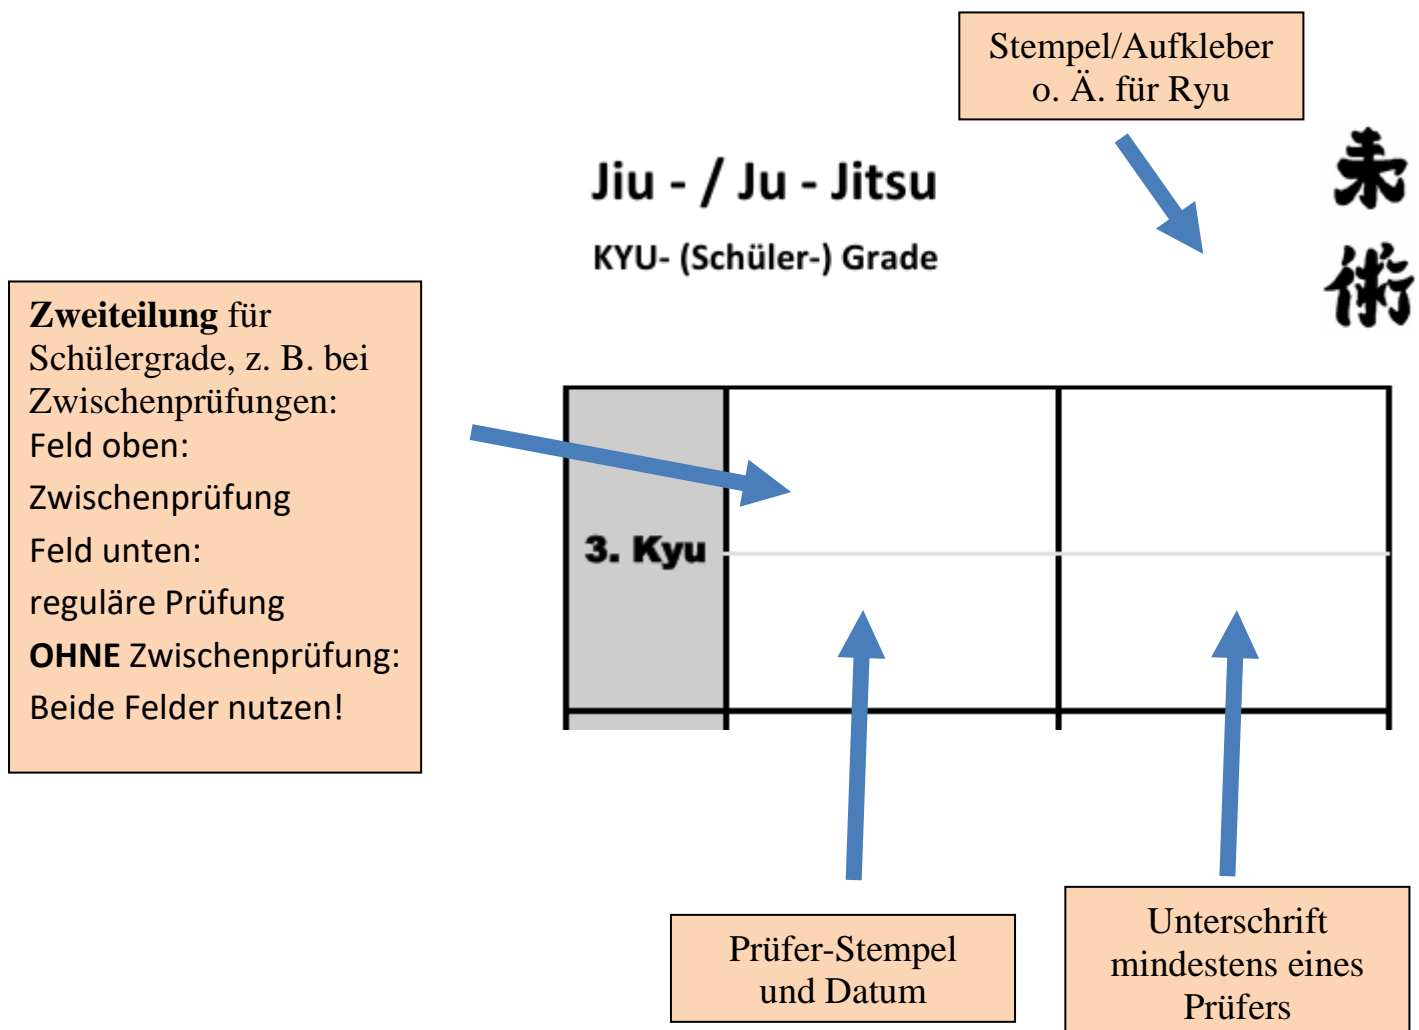 Stempel/Aufkleber
o. Ä. für Ryu
Jiu - / Ju - Jitsu
KYU- (Schüler-) Grade
柔
術
Zweiteilung für
Schülergrade, z. B. bei
Zwischenprüfungen:
Feld oben:
Zwischenprüfung
Feld unten:
reguläre Prüfung
OHNE Zwischenprüfung:
Beide Felder nutzen!
3. Kyu
Prüfer-Stempel
und Datum
Unterschrift
mindestens eines
Prüfers